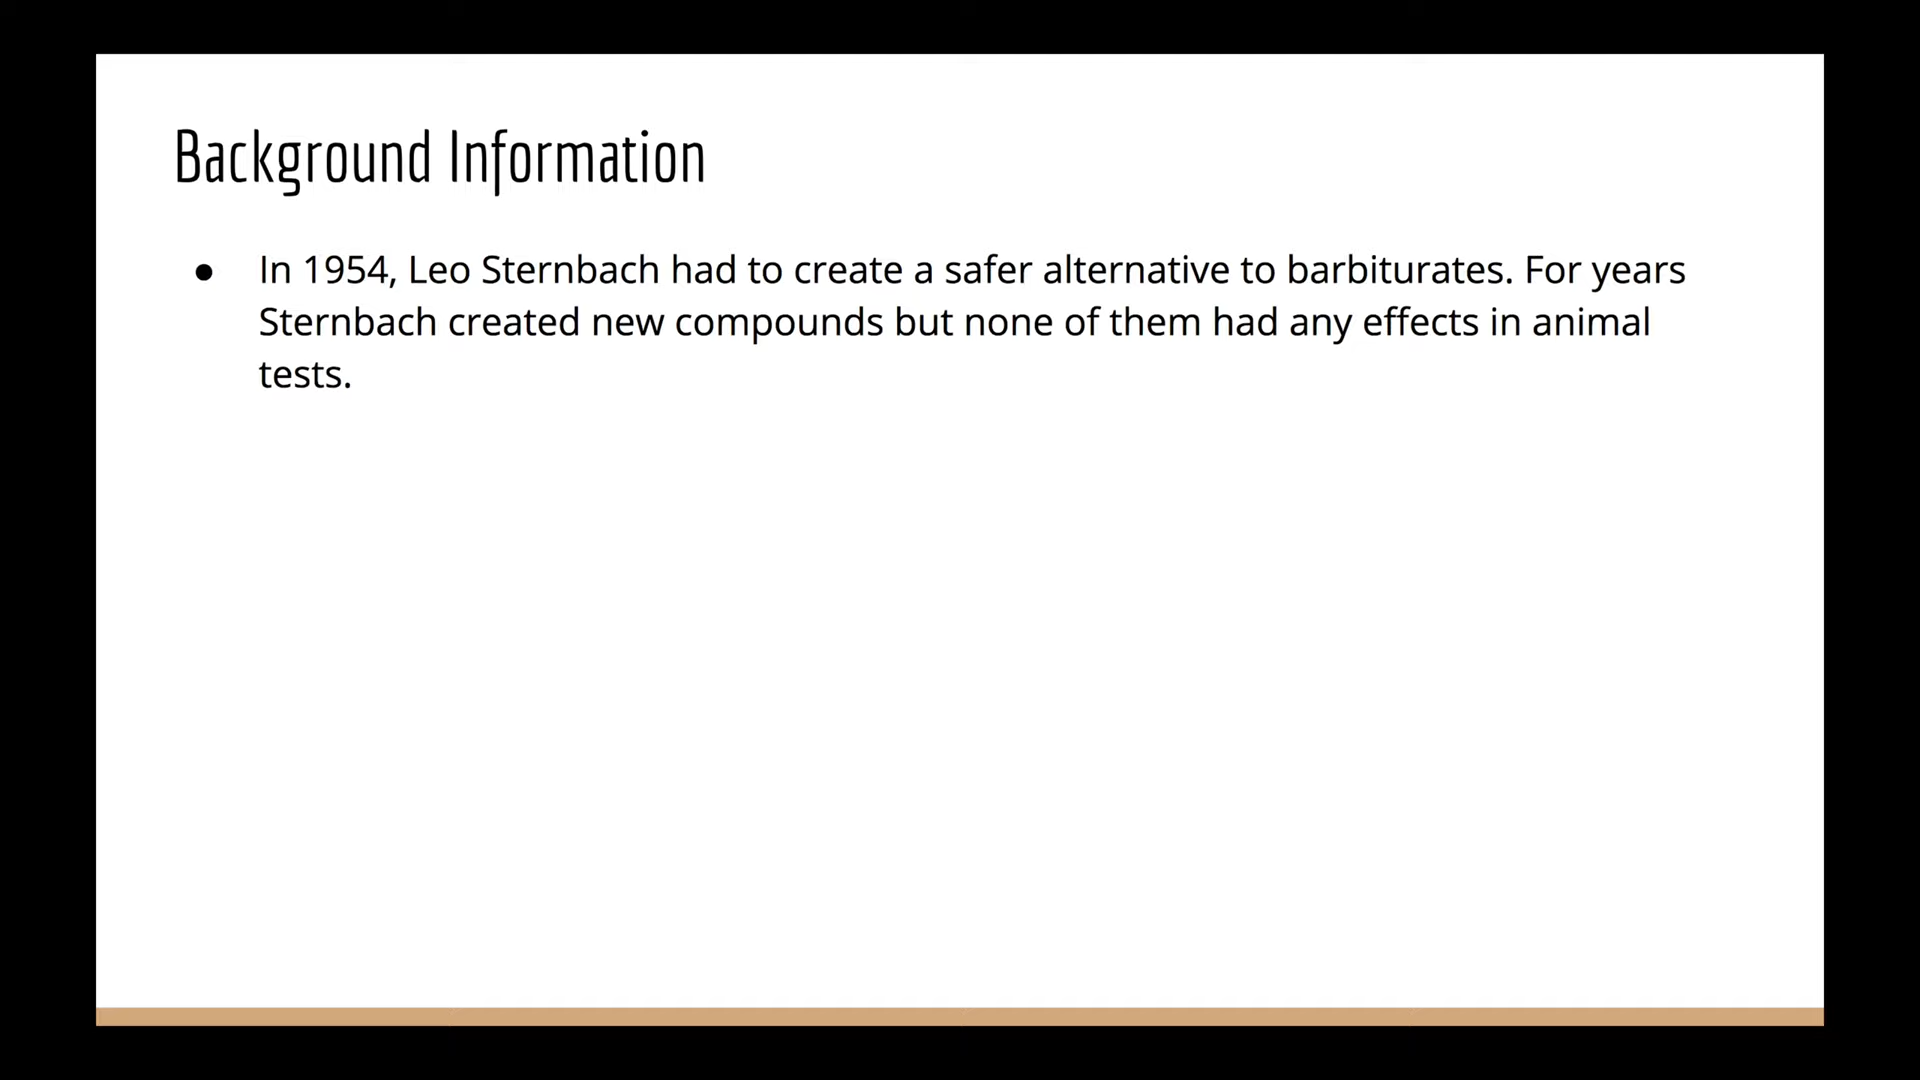 Background Information
● In 1954, Leo Sternbach had to create a safer alternative to barbiturates. For years
Sternbach created new compounds but none of them had any effects in animal
tests.